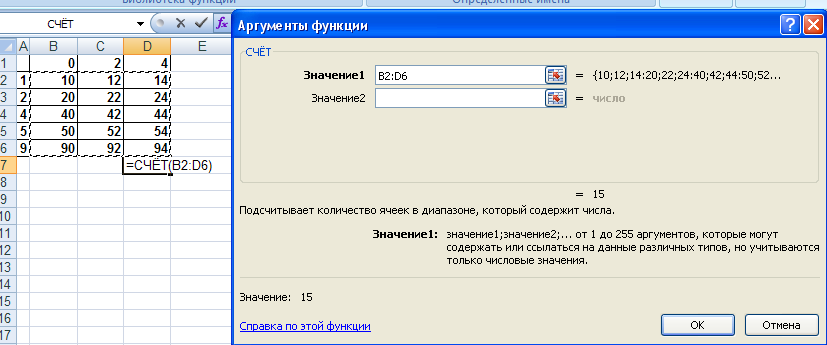 Библиотека функций
Определенные имена
СЧЁТ
fx
A B C D E
1 0 2 4
2 1 10 12 14
3 2 20 22 24
4 4 40 42 44
5 5 50 52 54
6 9 90 92 94
7 =СЧЁТ(B2:D6)
8
9
10
11
12
13
14
15
16
17
Аргументы функции
СЧЁТ
Значение1 B2:D6 = {10;12;14:20;22;24:40;42;44:50;52...
Значение2 = число
= 15
Подсчитывает количество ячеек в диапазоне, который содержит числа.
Значение1: значение1;значение2;... от 1 до 255 аргументов, которые могут
содержать или ссылаться на данные различных типов, но учитываются
только числовые значения.
Значение: 15
Справка по этой функции
ОК
Отмена